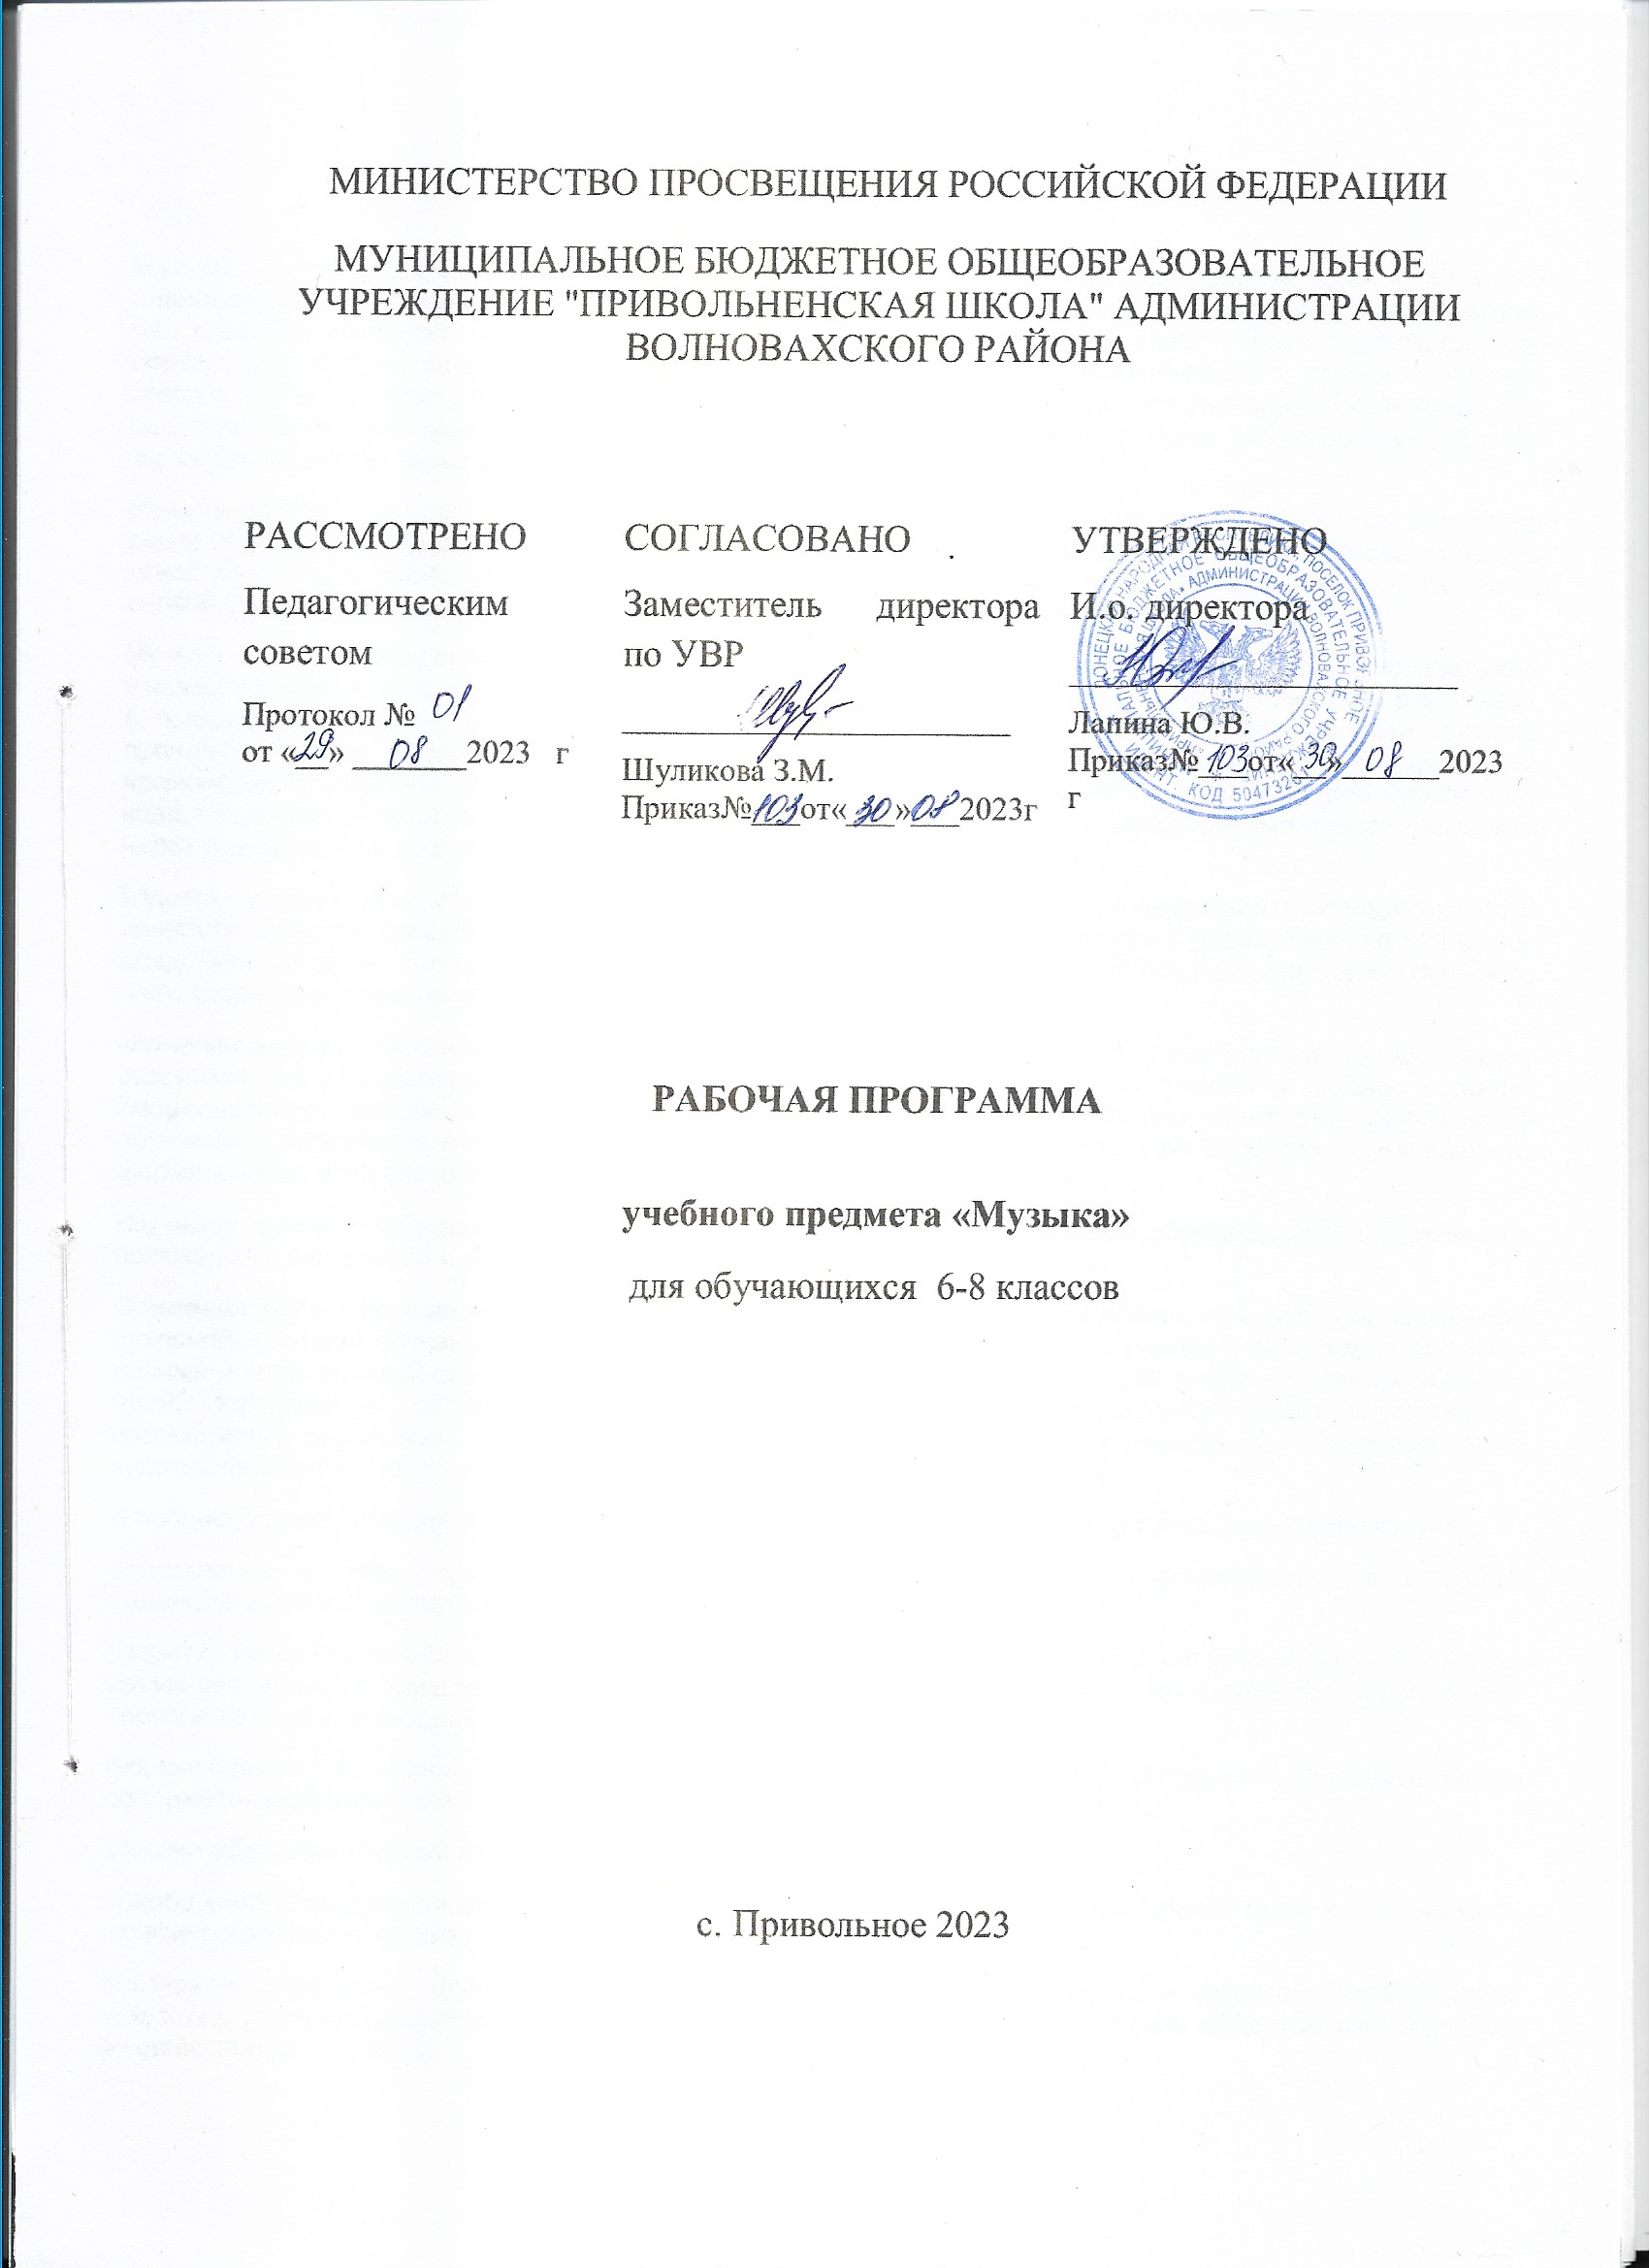 МИНИСТЕРСТВО ПРОСВЕЩЕНИЯ РОССИЙСКОЙ ФЕДЕРАЦИИ
МУНИЦИПАЛЬНОЕ БЮДЖЕТНОЕ ОБЩЕОБРАЗОВАТЕЛЬНОЕ
УЧРЕЖДЕНИЕ "ПРИВОЛЬНЕНСКАЯ ШКОЛА" АДМИНИСТРАЦИИ
ВОЛНОВАХСКОГО РАЙОНА
РАССМОТРЕНО
Педагогическим
советом
Протокол № 01
от «29» 08 2023 г
СОГЛАСОВАНО
Заместитель директора
по УВР
Шуликова З.М.
Приказ№103от«30»08 2023г
УТВЕРЖДЕНО
И.о. директора
Лапина Ю.В.
Приказ№103от«30»08 2023
г
РАБОЧАЯ ПРОГРАММА
учебного предмета «Музыка»
для обучающихся 6-8 классов
с. Привольное 2023